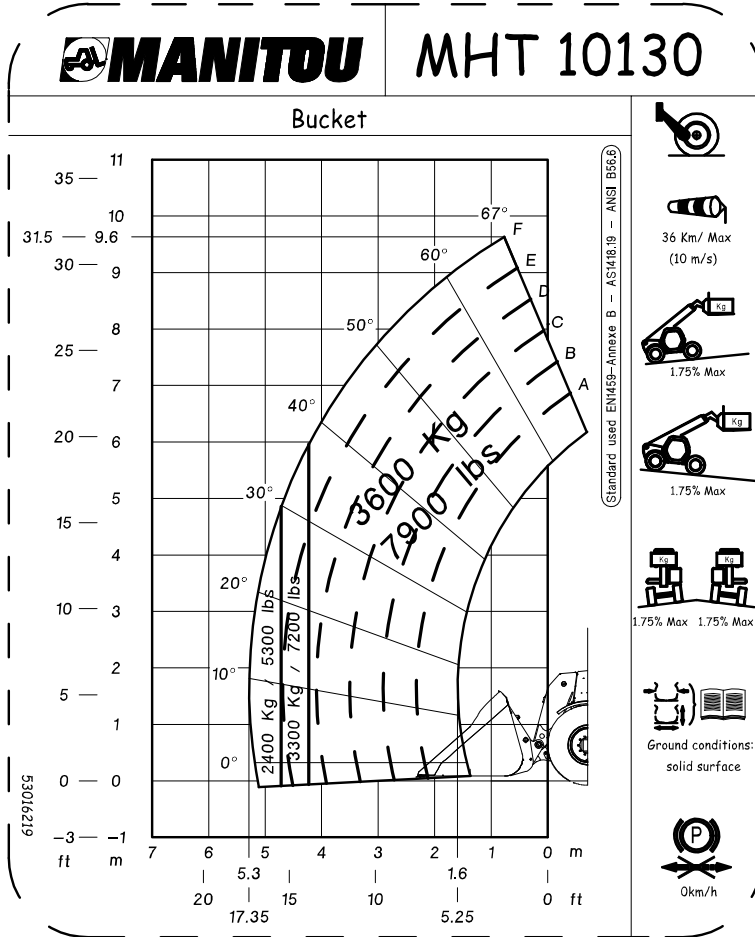 MANITOU
MHT 10130
Bucket
11
35
10
67°
F
31.5
9.6
60°
E
30
9
D
50°
C
8
25
B
7
A
40°
20
6
3600 Kg
7900 lbs
30°
5
15
4
20°
10
3
2400 Kg / 5300 lbs
3300 Kg / 7200 lbs
2
10°
5
1
0°
0
0
-3
-1
ft
m
7
6
5
4
3
2
1
0
m
5.3
1.6
20
15
10
0
ft
17.35
5.25
53016219
Standard used EN1459-Annexe B - AS1418.19 - ANSI B56.6
36 Km/ Max
(10 m/s)
Kg
1.75% Max
Kg
1.75% Max
Kg
Kg
1.75% Max
1.75% Max
Ground conditions:
solid surface
P
0km/h